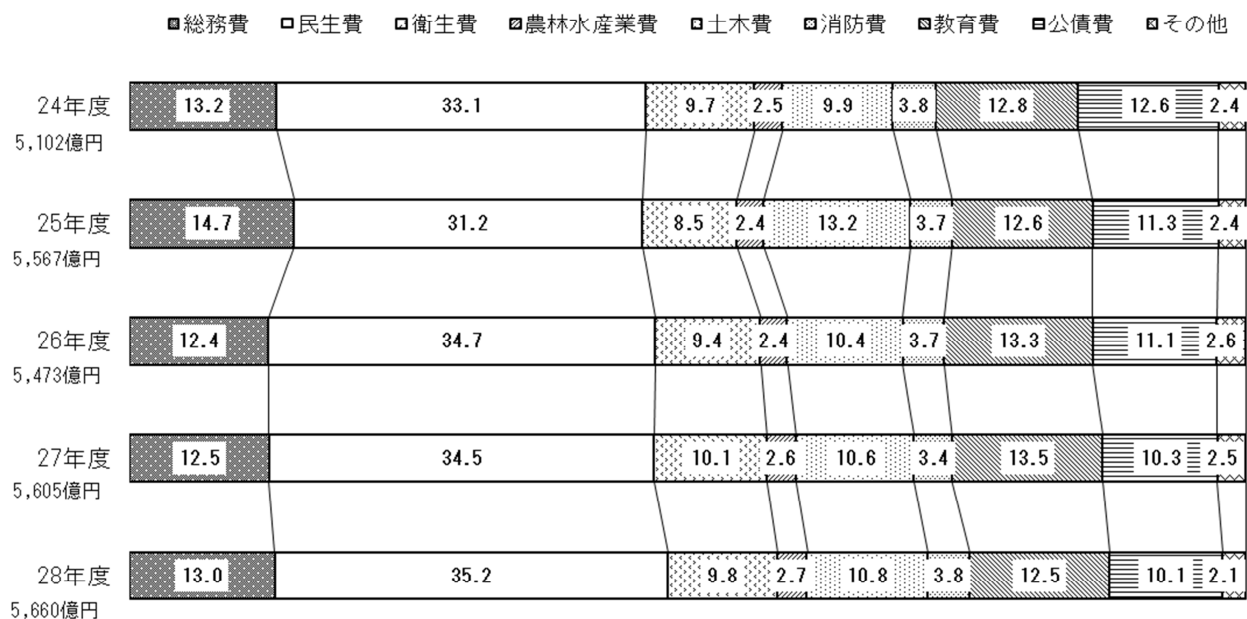 総務費 民生費 衛生費 農林水産業費 土木費 消防費 教育費 公債費 その他
24年度 13.2 33.1 9.7 2.5 9.9 3.8 12.8 12.6 2.4
5,102億円
25年度 14.7 31.2 8.5 2.4 13.2 3.7 12.6 11.3 2.4
5,567億円
26年度 12.4 34.7 9.4 2.4 10.4 3.7 13.3 11.1 2.6
5,473億円
27年度 12.5 34.5 10.1 2.6 10.6 3.4 13.5 10.3 2.5
5,605億円
28年度 13.0 35.2 9.8 2.7 10.8 3.8 12.5 10.1 2.1
5,660億円